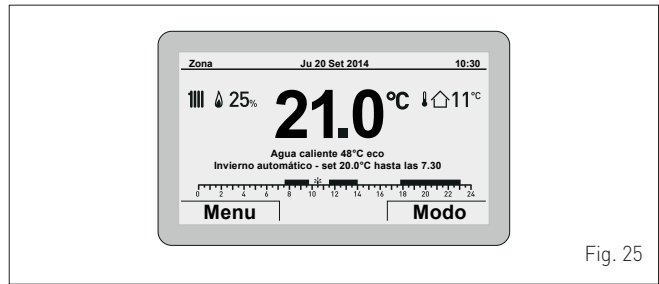 Zona Ju 20 Set 2014 10:30
25% 21.0°C 11°C
Agua caliente 48°C eco
Invierno automático - set 20.0°C hasta las 7.30
0 2 4 6 8 10 12 14 16 18 20 22 24
Menu Modo
Fig. 25